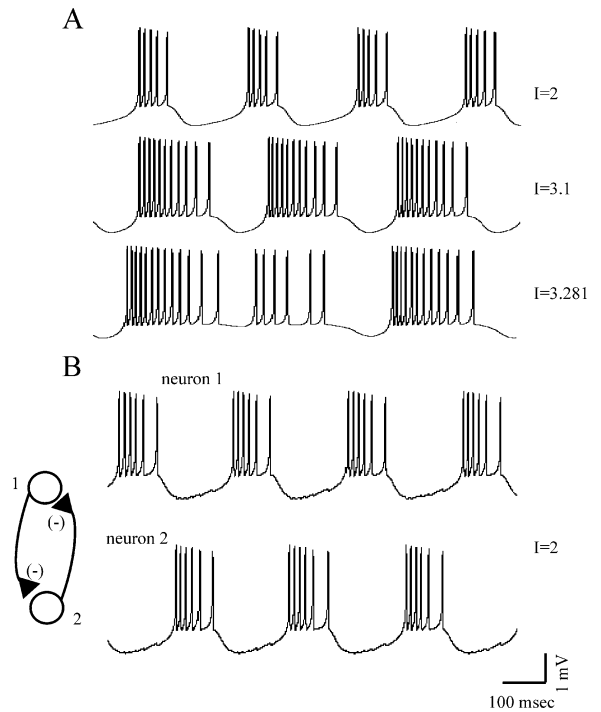 A
I=2
I=3.1
I=3.281
B
neuron 1
1
(-)
neuron 2
I=2
(-)
2
1 mV
100 msec